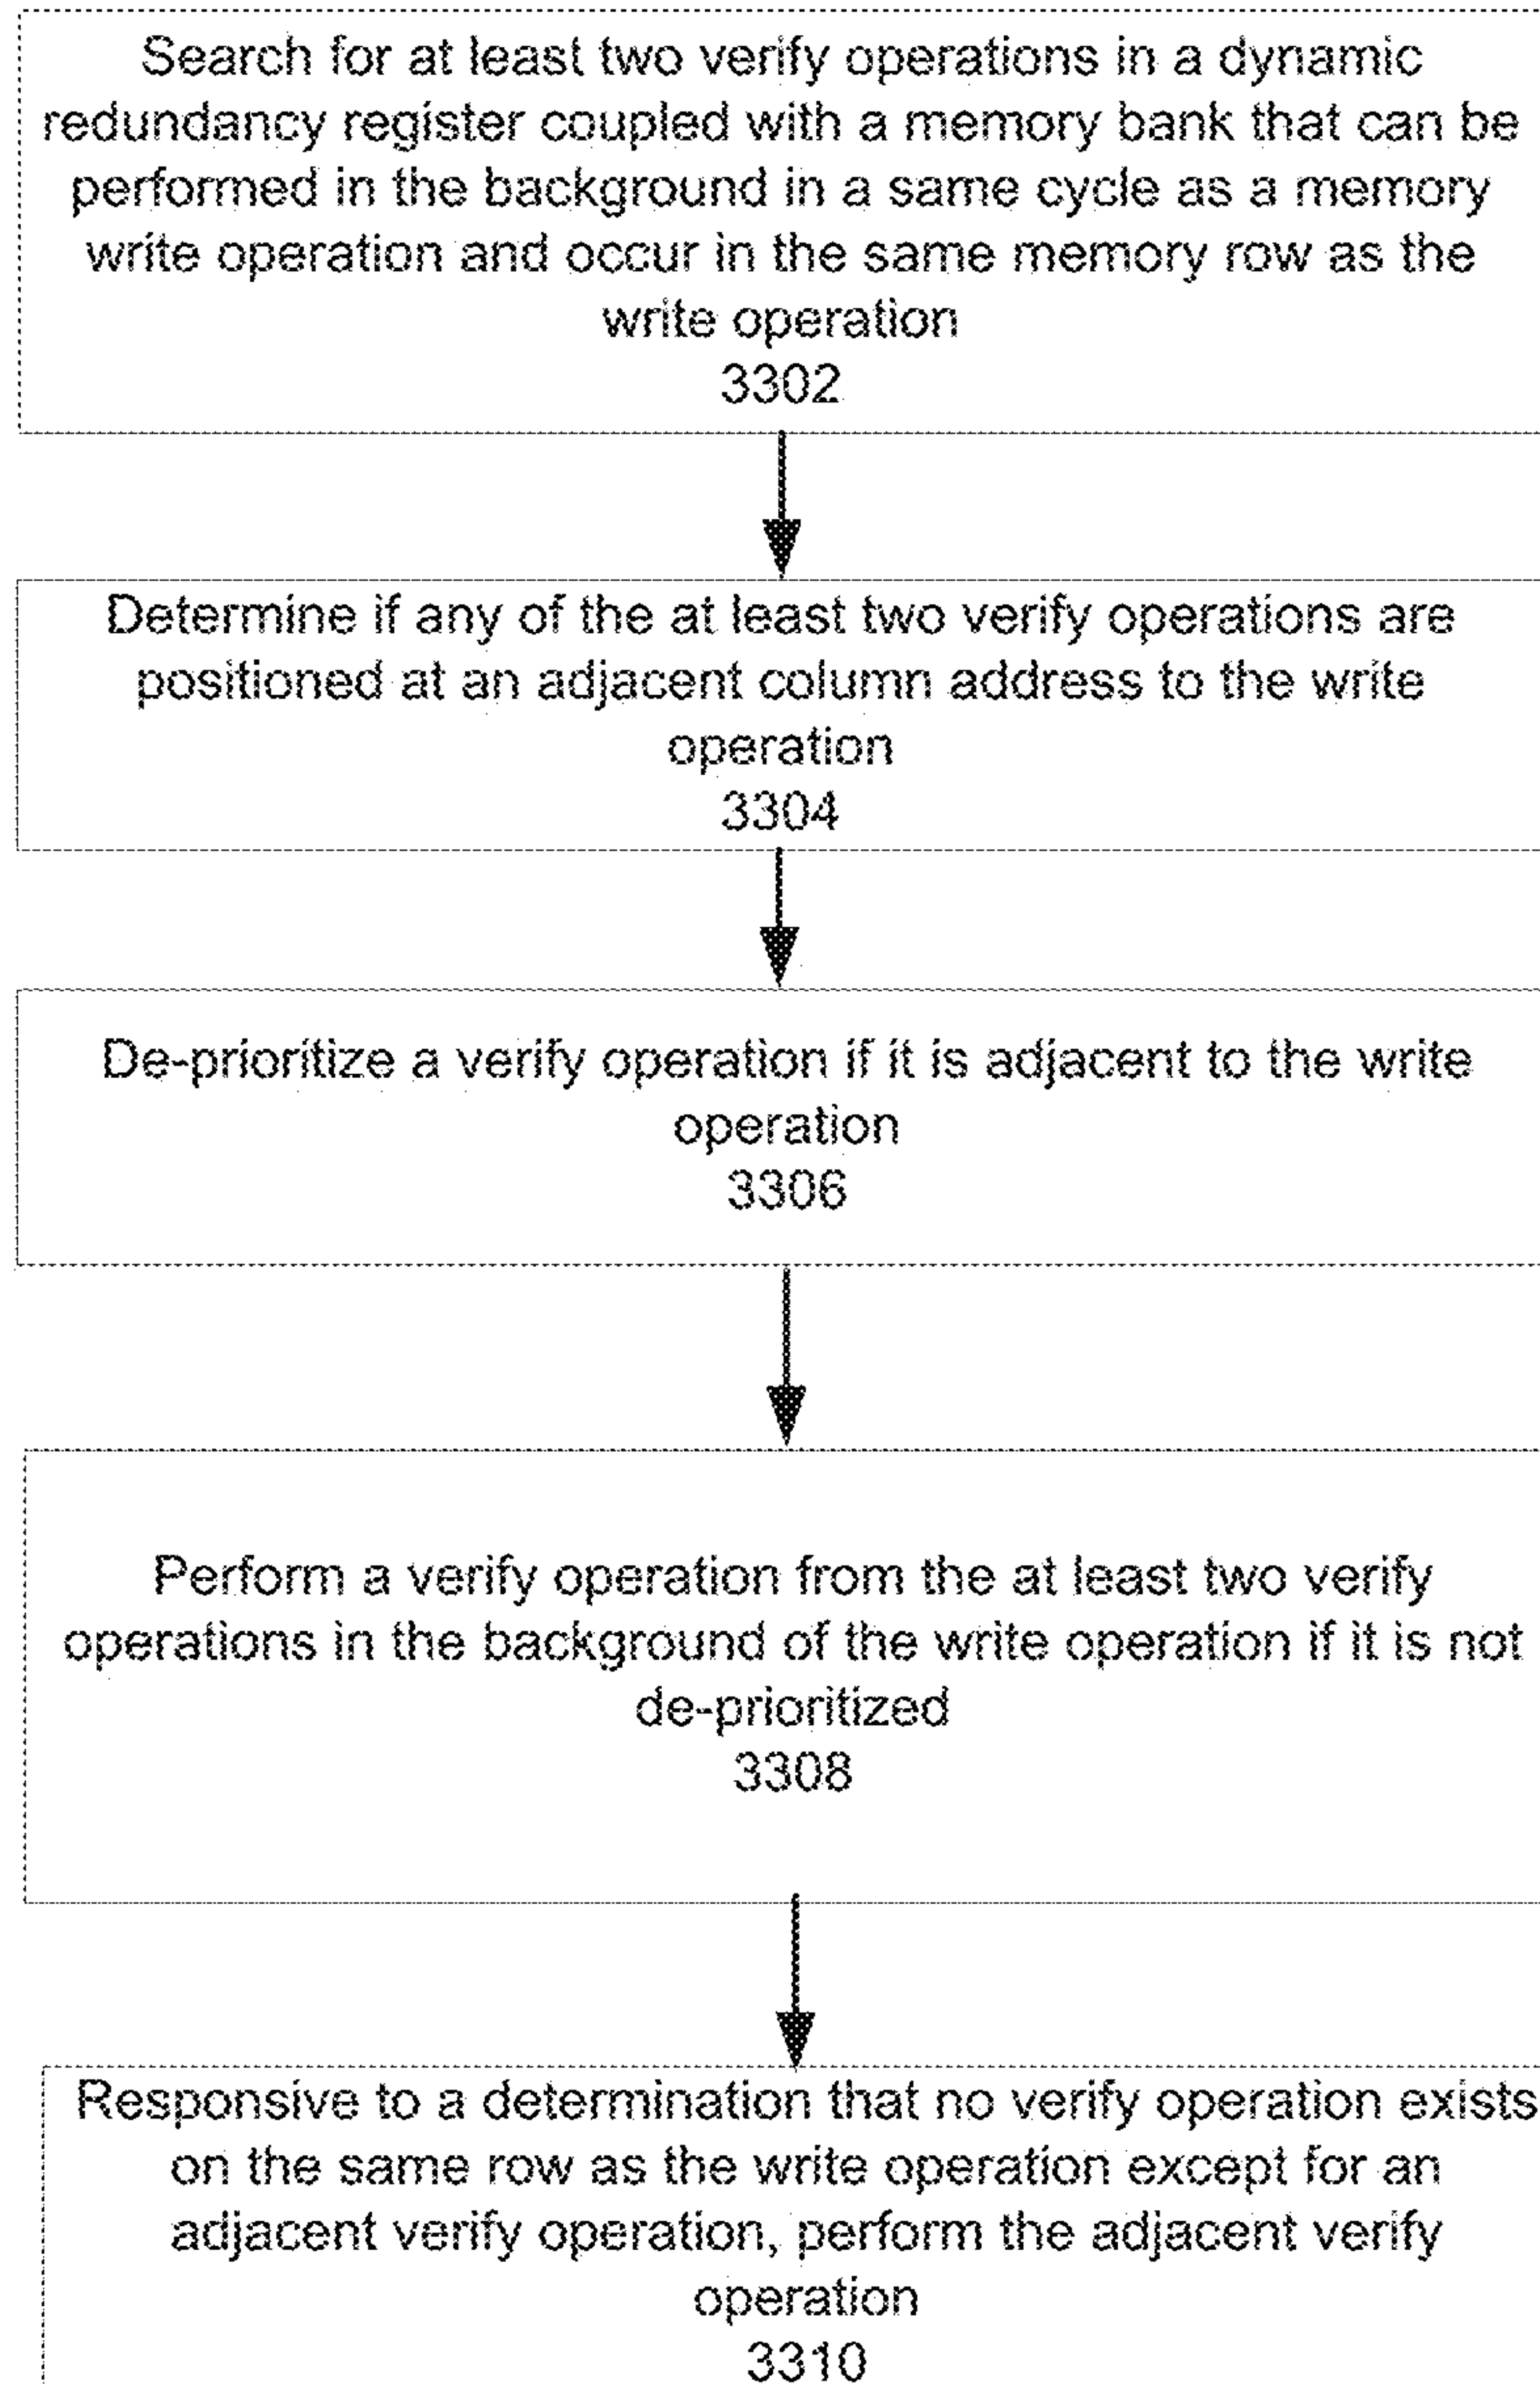 Search for at least two verify operations in a dynamic
redundancy register coupled with a memory bank that can be
performed in the background in a same cycle as a memory
write operation and occur in the same memory row as the
write operation
3302
Determine if any of the at least two verify operations are
positioned at an adjacent column address to the write
operation
3304
De-prioritize a verify operation if it is adjacent to the write
operation
3306
Perform a verify operation from the at least two verify
operations in the background of the write operation if it is not
de-prioritized
3308
Responsive to a determination that no verify operation exists
on the same row as the write operation except for an
adjacent verify operation, perform the adjacent verify
operation
3310